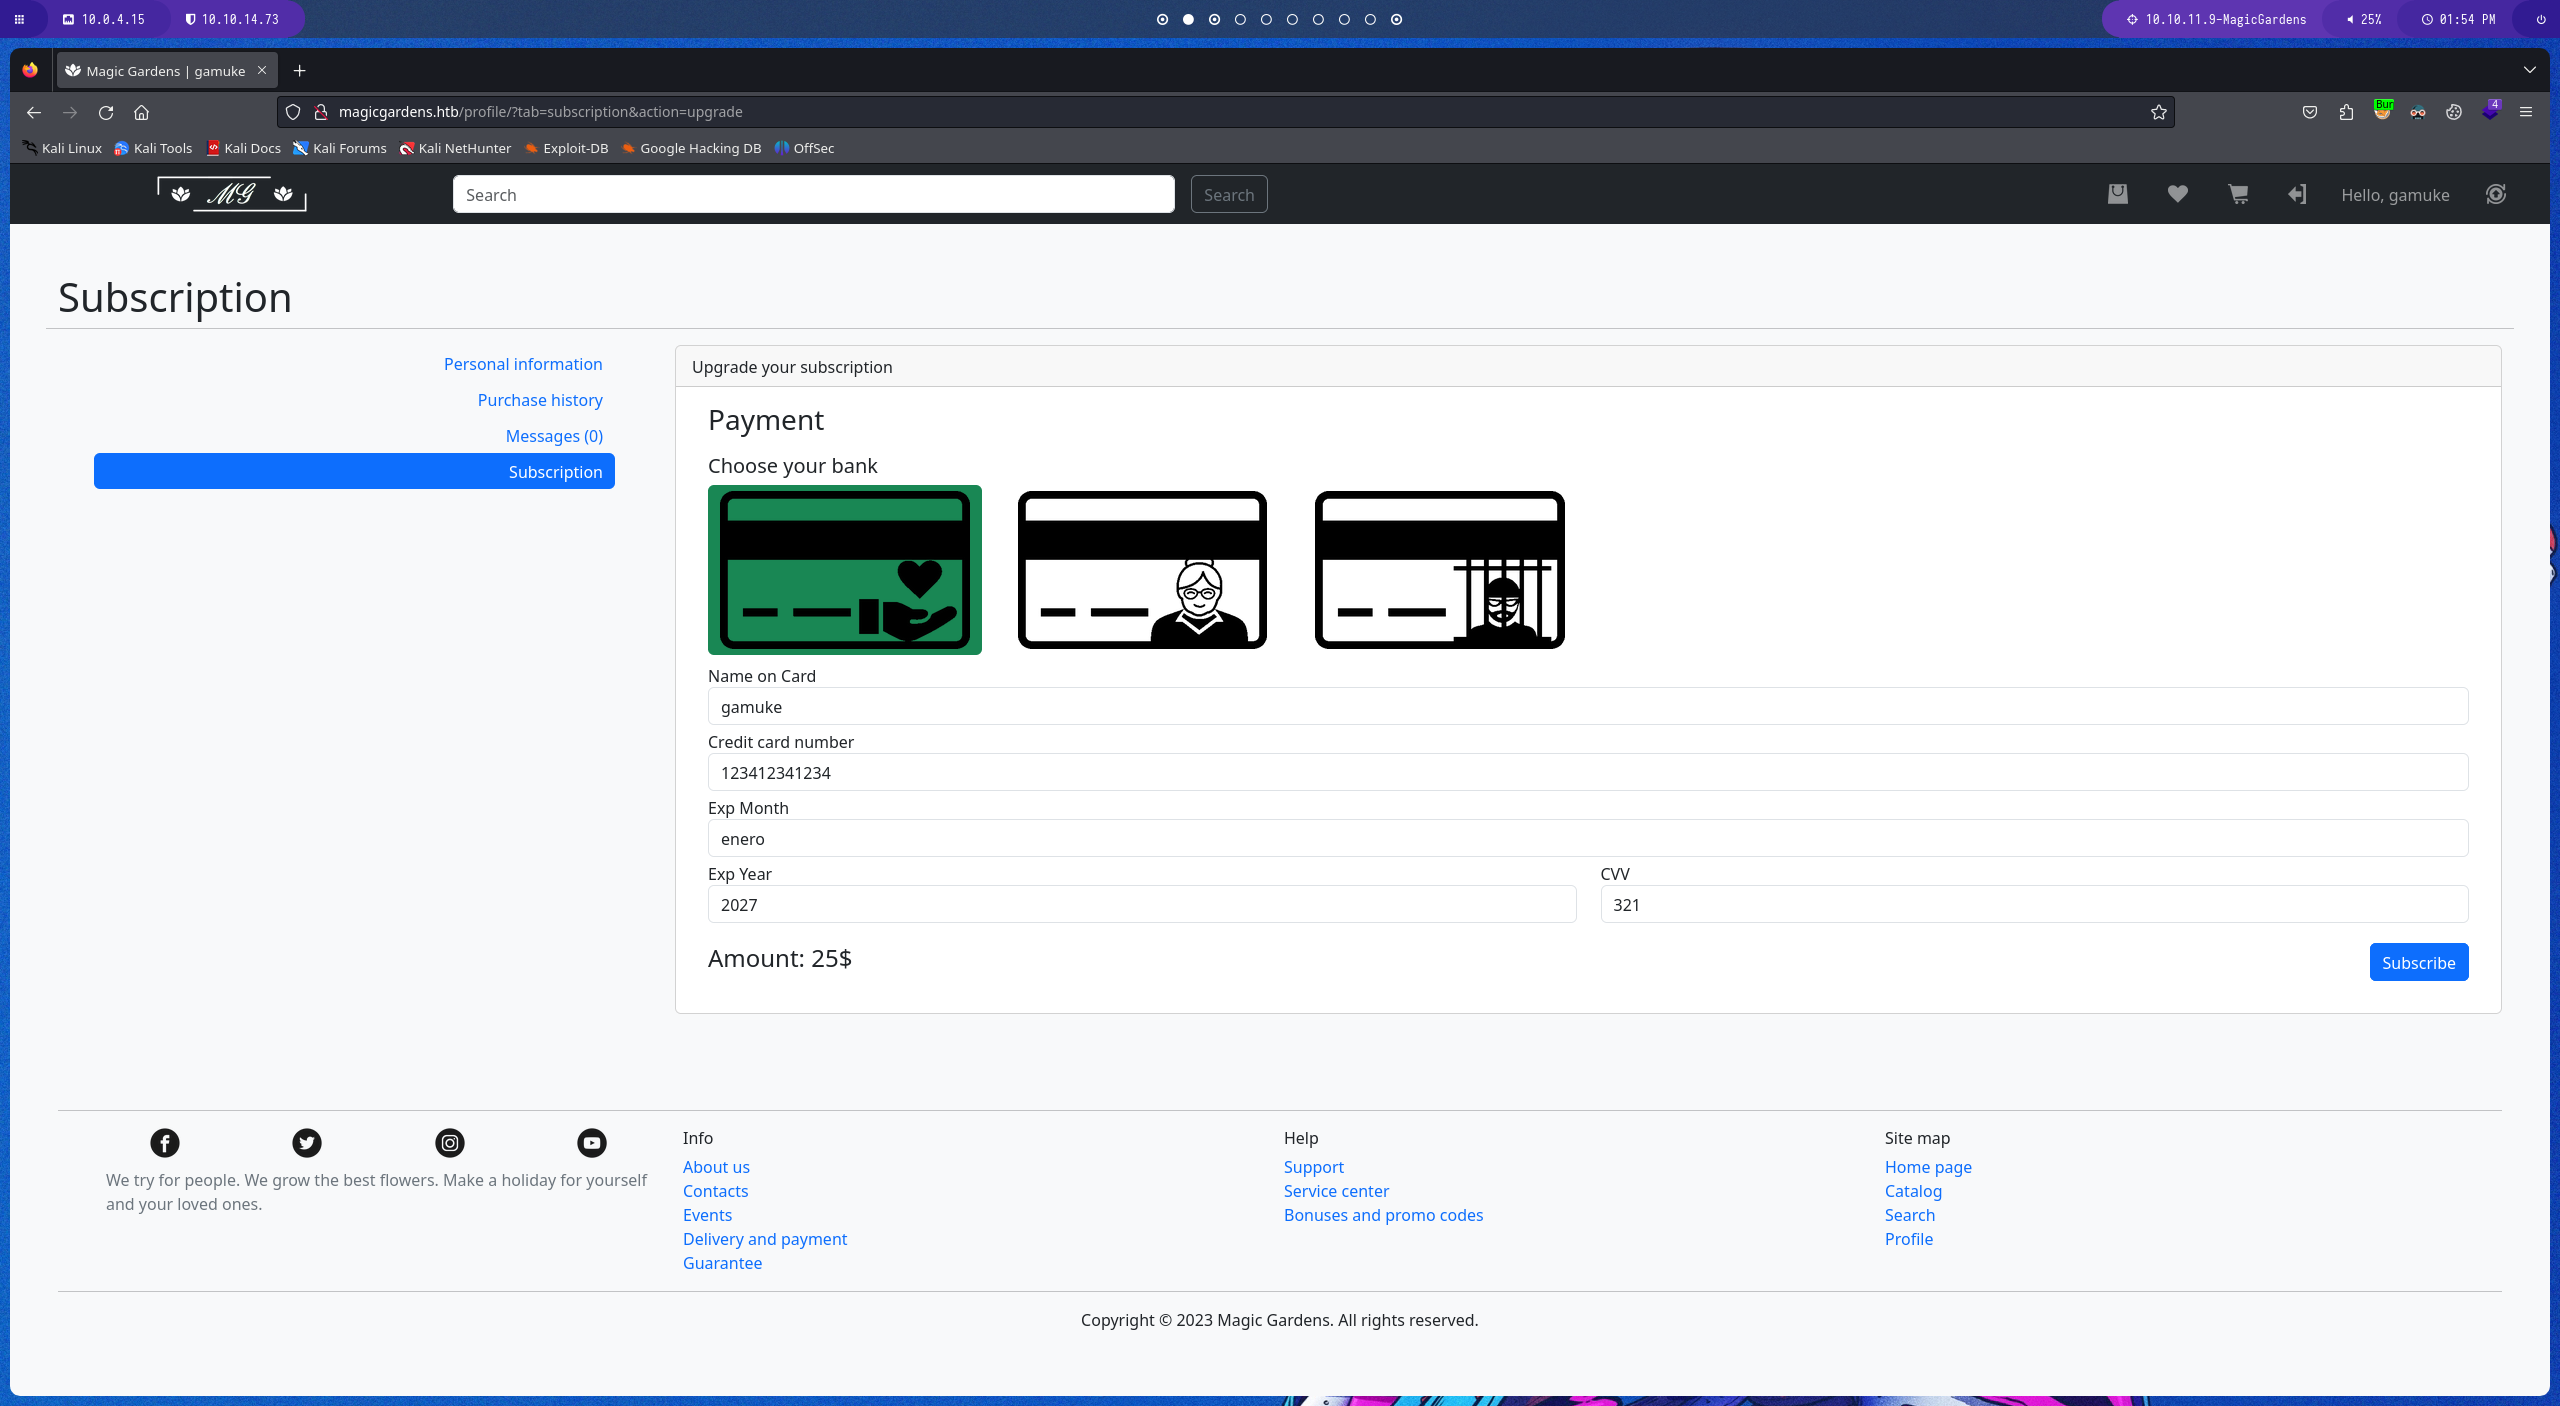 10.0.4.15 10.10.14.73 10.10.11.9-MagicGardens 25% 01:54 PM
Magic Gardens | gamuke
magicgardens.htb/profile/?tab=subscription&action=upgrade Bur 4
Kali Linux Kali Tools Kali Docs Kali Forums Kali NetHunter Exploit-DB Google Hacking DB OffSec
MG Search Search Hello, gamuke
Subscription
Personal information
Purchase history
Messages (0)
Subscription
Upgrade your subscription
Payment
Choose your bank
Name on Card
gamuke
Credit card number
123412341234
Exp Month
enero
Exp Year CVV
2027 321
Amount: 25$ Subscribe
We try for people. We grow the best flowers. Make a holiday for yourself
and your loved ones.
Info
About us
Contacts
Events
Delivery and payment
Guarantee
Help
Support
Service center
Bonuses and promo codes
Site map
Home page
Catalog
Search
Profile
Copyright © 2023 Magic Gardens. All rights reserved.